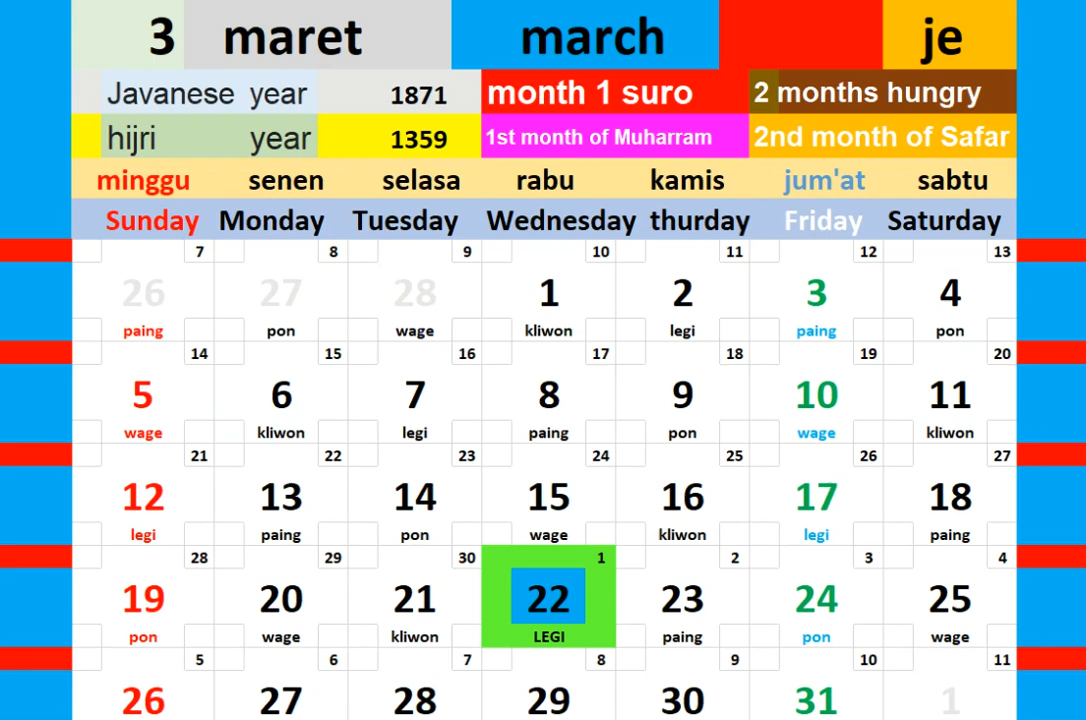 3 maret march je
Javanese year 1871 month 1 suro 2 months hungry
hijri year 1359 1st month of Muharram 2nd month of Safar
minggu senen selasa rabu kamis jum'at sabtu
Sunday Monday Tuesday Wednesday thurday Friday Saturday
7 8 9 10 11 12 13
26 27 28 1 2 3 4
paing pon wage kliwon legi paing pon
14 15 16 17 18 19 20
5 6 7 8 9 10 11
wage kliwon legi paing pon wage kliwon
21 22 23 24 25 26 27
12 13 14 15 16 17 18
legi paing pon wage kliwon legi paing
28 29 30 1 2 3 4
19 20 21 22 23 24 25
pon wage kliwon LEGI paing pon wage
5 6 7 8 9 10 11
26 27 28 29 30 31 1